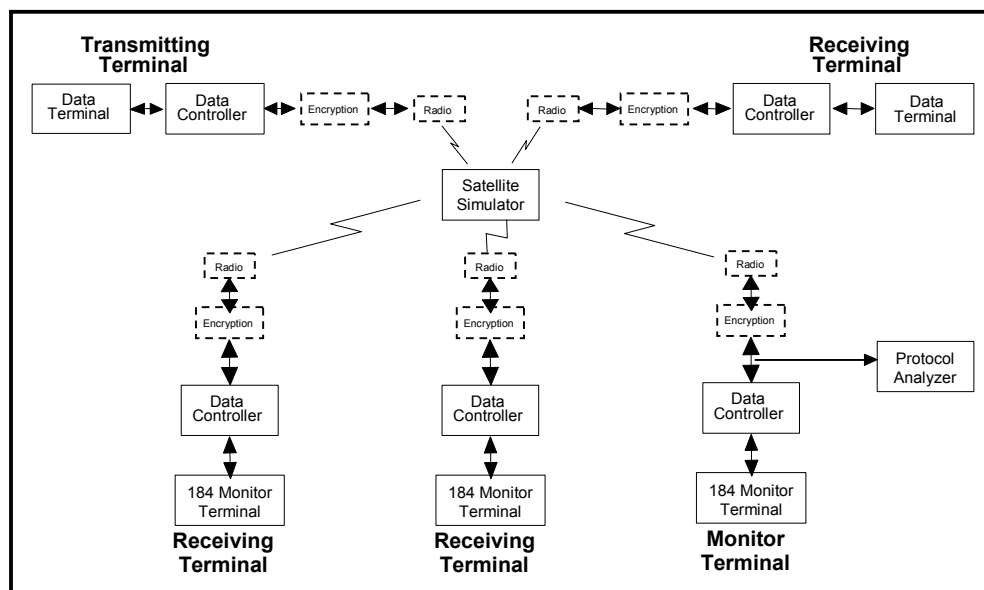 Transmitting
Terminal
Receiving
Terminal
Data
Terminal
Data
Controller
Encryption
Radio
Radio
Encryption
Data
Controller
Data
Terminal
Satellite
Simulator
Radio
Encryption
Data
Controller
184 Monitor
Terminal
Receiving
Terminal
Radio
Encryption
Data
Controller
184 Monitor
Terminal
Receiving
Terminal
Radio
Encryption
Protocol
Analyzer
Data
Controller
184 Monitor
Terminal
Monitor
Terminal